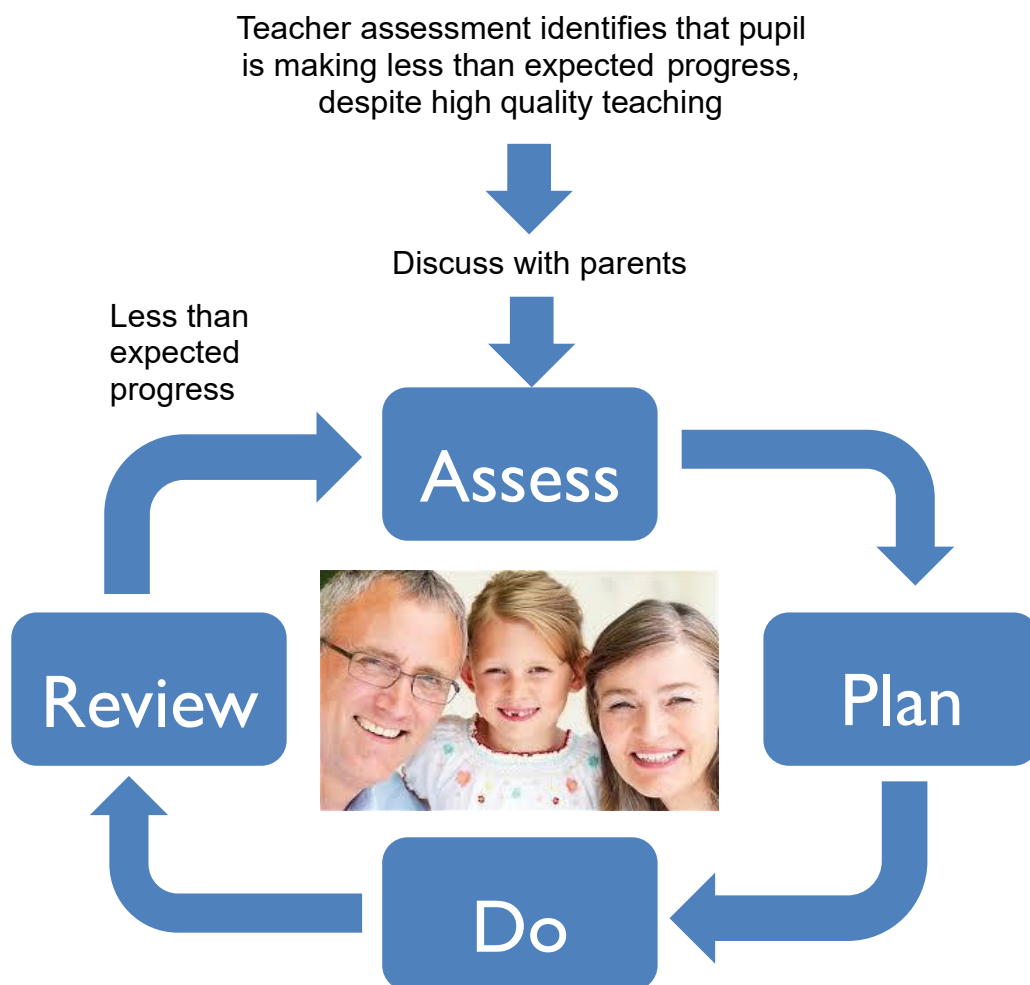 Teacher assessment identifies that pupil
is making less than expected progress,
despite high quality teaching
Discuss with parents
Less than
expected
progress
Assess
Plan
Do
Review